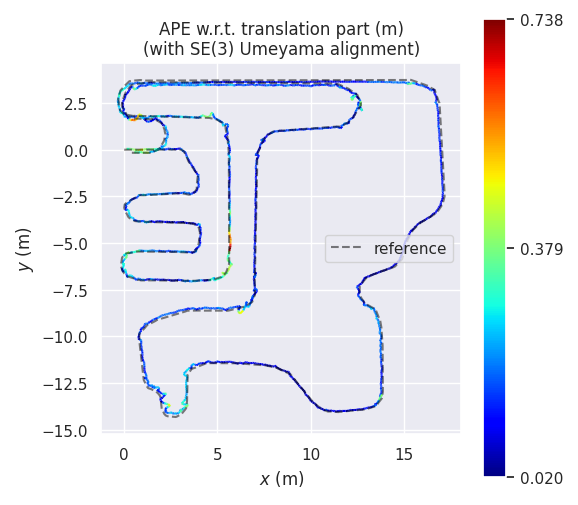 APE w.r.t. translation part (m)
(with SE(3) Umeyama alignment)
0.738
0.379
0.020
2.5
0.0
−2.5
−5.0
−7.5
−10.0
−12.5
−15.0
y (m)
reference
0 5 10 15
x (m)